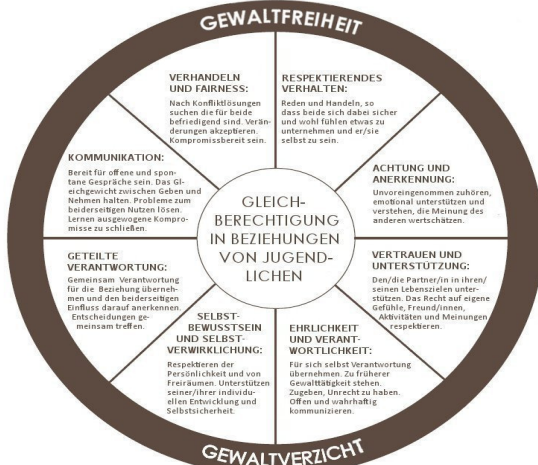 GEWALTFREIHEIT
VERHANDELN
UND FAIRNESS:
Nach Konfliktlösungen
suchen die für beide
befriedigend sind. Verän-
derungen akzeptieren.
Kompromissbereit sein.
RESPEKTIERENDES
VERHALTEN:
Reden und Handeln, so
dass beide sich dabei sicher
und wohl fühlen etwas zu
unternehmen und er/sie
selbst zu sein.
KOMMUNIKATION:
Bereit für offene und spon-
tane Gespräche sein. Das Gl-
eichgewicht zwischen Geben und
Nehmen halten. Probleme zum
beiderseitigen Nutzen lösen.
Lernen ausgewogene Kompro-
misse zu schließen.
ACHTUNG UND
ANERKENNUNG:
Unvoreingenommen zuhören,
emotional unterstützen und
verstehen, die Meinung des
anderen wertschätzen.
GLEICH-
BERECHTIGUNG
IN BEZIEHUNGEN
VON JUGEND-
LICHEN
GETEILTE
VERANTWORTUNG:
Gemeinsam Verantwortung
für die Beziehung überneh-
men und den beiderseitigen
Einfluss darauf anerkennen.
Entscheidungen ge-
meinsam treffen.
VERTRAUEN UND
UNTERSTÜTZUNG:
Den/die Partner/in in ihren/
seinen Lebenszielen unter-
stützen. Das Recht auf eigene
Gefühle, Freund/innen,
Aktivitäten und Meinungen
respektieren.
SELBST-
BEWUSSTSEIN
UND SELBST-
VERWIRKLICHUNG:
Respektieren der
Persönlichkeit und von
Freiräumen. Unterstützen
seiner/ihrer individu-
ellen Entwicklung und
Selbstsicherheit.
EHRLICHKEIT
UND VERANT-
WORTLICHKEIT:
Für sich selbst Verantwortung
übernehmen. Zu früherer
Gewalttätigkeit stehen.
Zugeben, Unrecht zu haben.
Offen und wahrhaftig
kommunizieren.
GEWALTVERZICHT